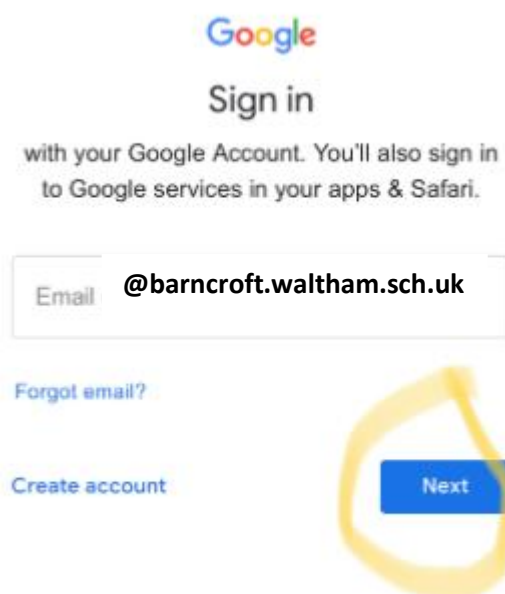 Google
Sign in
with your Google Account. You'll also sign in
to Google services in your apps & Safari.
Email @barncroft.waltham.sch.uk
Forgot email?
Create account Next